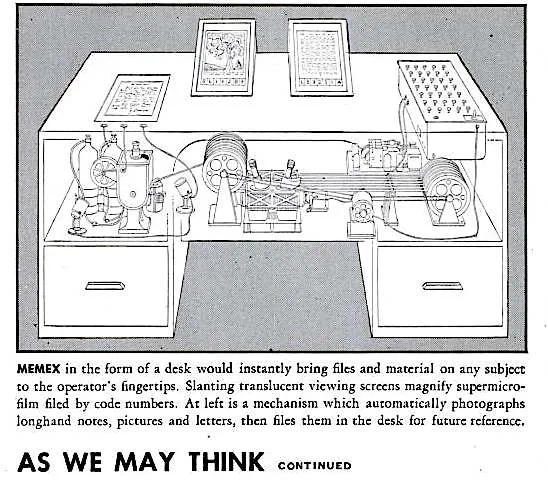 MEMEX in the form of a desk would instantly bring files and material on any subject
to the operator's fingertips. Slanting translucent viewing screens magnify supermicro-
film filed by code numbers. At left is a mechanism which automatically photographs
longhand notes, pictures and letters, then files them in the desk for future reference.
AS WE MAY THINK CONTINUED